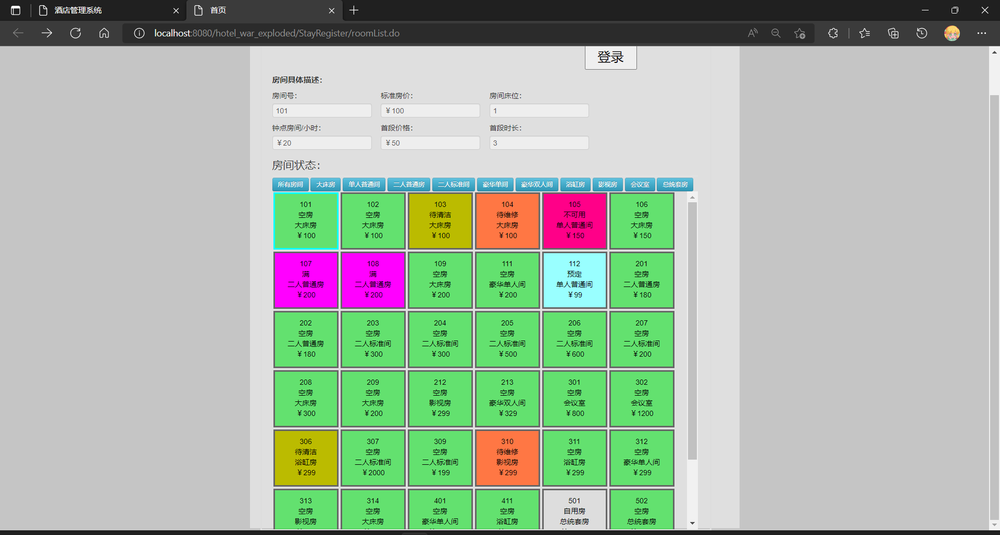 酒店管理系统
首页
localhost:8080/hotel_war_exploded/StayRegister/roomList.do
登录
房间具体描述：
房间号： 标准房价： 房间床位：
101 ￥100 1
钟点房间/小时： 首段价格： 首段时长：
￥20 ￥50 3
房间状态：
所有房间 大床房 单人普通间 二人普通房 二人标准间 豪华单间 豪华双人间 浴缸房 影视房 会议室 总统套房
101 102 103 104 105 106
空房 空房 待清洁 待维修 不可用 空房
大床房 大床房 大床房 大床房 单人普通间 大床房
￥100 ￥100 ￥100 ￥100 ￥150 ￥150
107 108 109 111 112 201
满 满 空房 空房 预定 空房
二人普通房 二人普通房 大床房 豪华单人间 单人普通间 二人普通房
￥200 ￥200 ￥200 ￥200 ￥99 ￥180
202 203 204 205 206 207
空房 空房 空房 空房 空房 空房
二人普通房 二人标准间 二人标准间 二人标准间 二人标准间 二人标准间
￥180 ￥300 ￥300 ￥500 ￥600 ￥200
208 209 212 213 301 302
空房 空房 空房 空房 空房 空房
大床房 大床房 影视房 豪华双人间 会议室 会议室
￥300 ￥200 ￥299 ￥329 ￥800 ￥1200
306 307 309 310 311 312
待清洁 空房 空房 待维修 空房 空房
浴缸房 二人标准间 二人标准间 影视房 浴缸房 豪华单人间
￥299 ￥2000 ￥199 ￥299 ￥299 ￥299
313 314 401 411 501 502
空房 空房 空房 空房 自用房 空房
影视房 大床房 豪华单人间 浴缸房 总统套房 总统套房